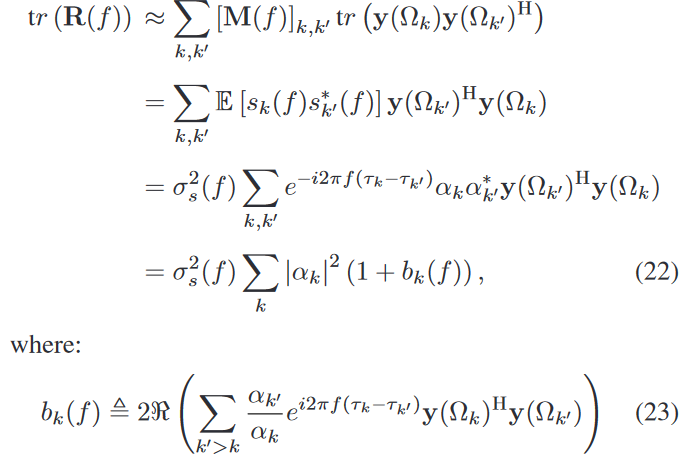 tr (R(f)) ≈ ∑_{k,k′} [M(f)]_{k,k′} tr (y(Ω_k)y(Ω_{k′})^H)
= ∑_{k,k′} 𝔼 [s_k(f)s*_{k′}(f)] y(Ω_{k′})^H y(Ω_k)
= σ_s^2(f) ∑_{k,k′} e^{−i2πf(τ_k−τ_{k′})} α_k α*_{k′} y(Ω_{k′})^H y(Ω_k)
= σ_s^2(f) ∑_k |α_k|^2 (1 + b_k(f)) , (22)
where:
b_k(f) ≜ 2ℜ (∑_{k′>k} \frac{α_{k′}}{α_k} e^{i2πf(τ_k−τ_{k′})} y(Ω_k)^H y(Ω_{k′})) (23)